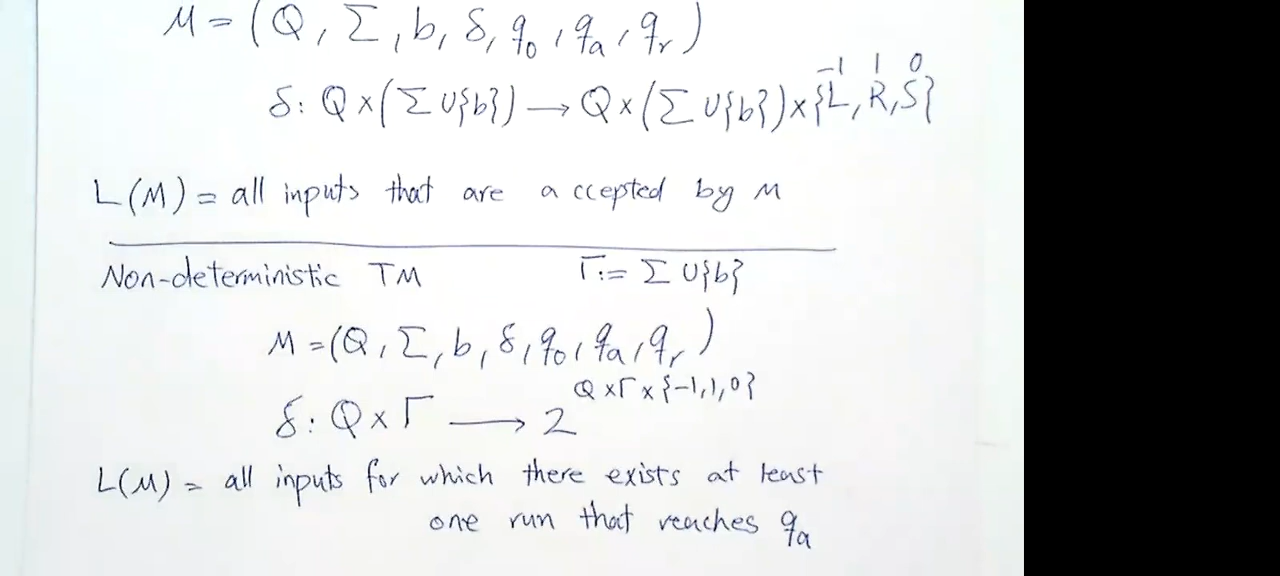 M = (Q, Σ, b, δ, q₀, qₐ, qᵣ)
-1 1 0
δ: Q × (Σ ∪ {b}) → Q × (Σ ∪ {b}) × {L, R, S}
L(M) = all inputs that are accepted by M
Non-deterministic TM Γ := Σ ∪ {b}
M = (Q, Σ, b, δ, q₀, qₐ, qᵣ)
Q × Γ × {-1, 1, 0}
δ: Q × Γ → 2
L(M) = all inputs for which there exists at least
one run that reaches qₐ